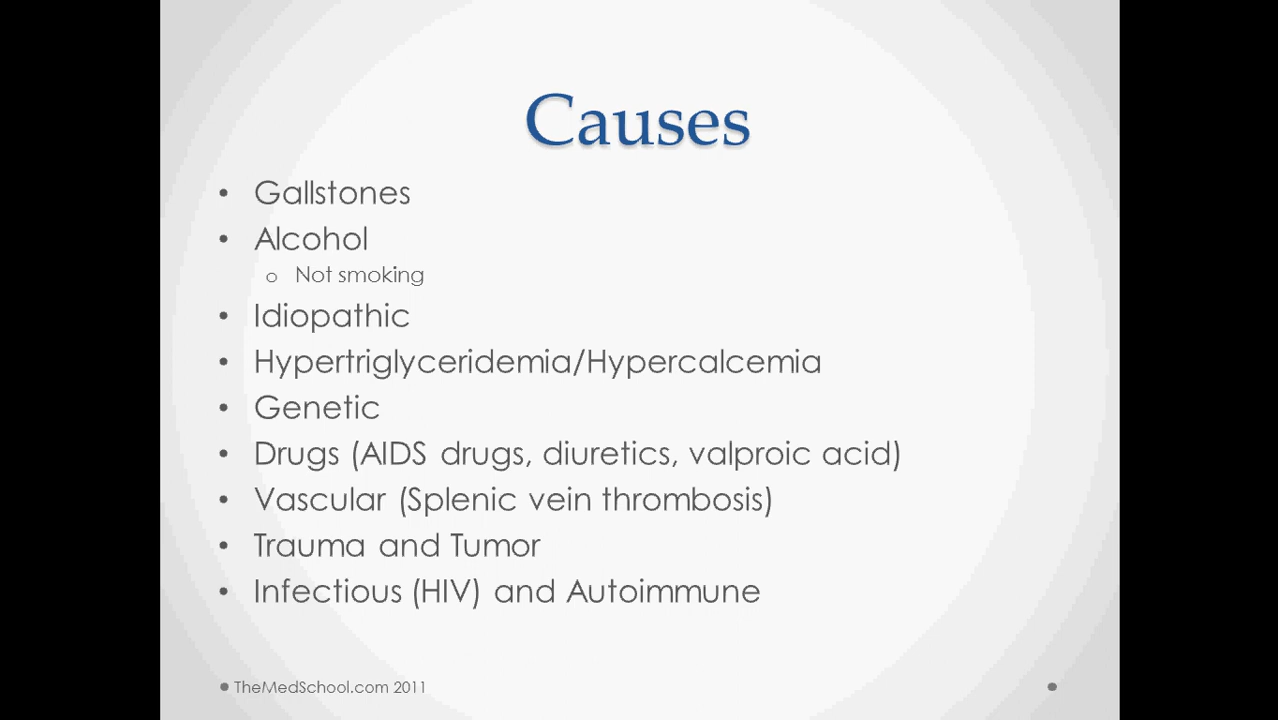 Causes
• Gallstones
• Alcohol
o Not smoking
• Idiopathic
• Hypertriglyceridemia/Hypercalcemia
• Genetic
• Drugs (AIDS drugs, diuretics, valproic acid)
• Vascular (Splenic vein thrombosis)
• Trauma and Tumor
• Infectious (HIV) and Autoimmune
• TheMedSchool.com 2011